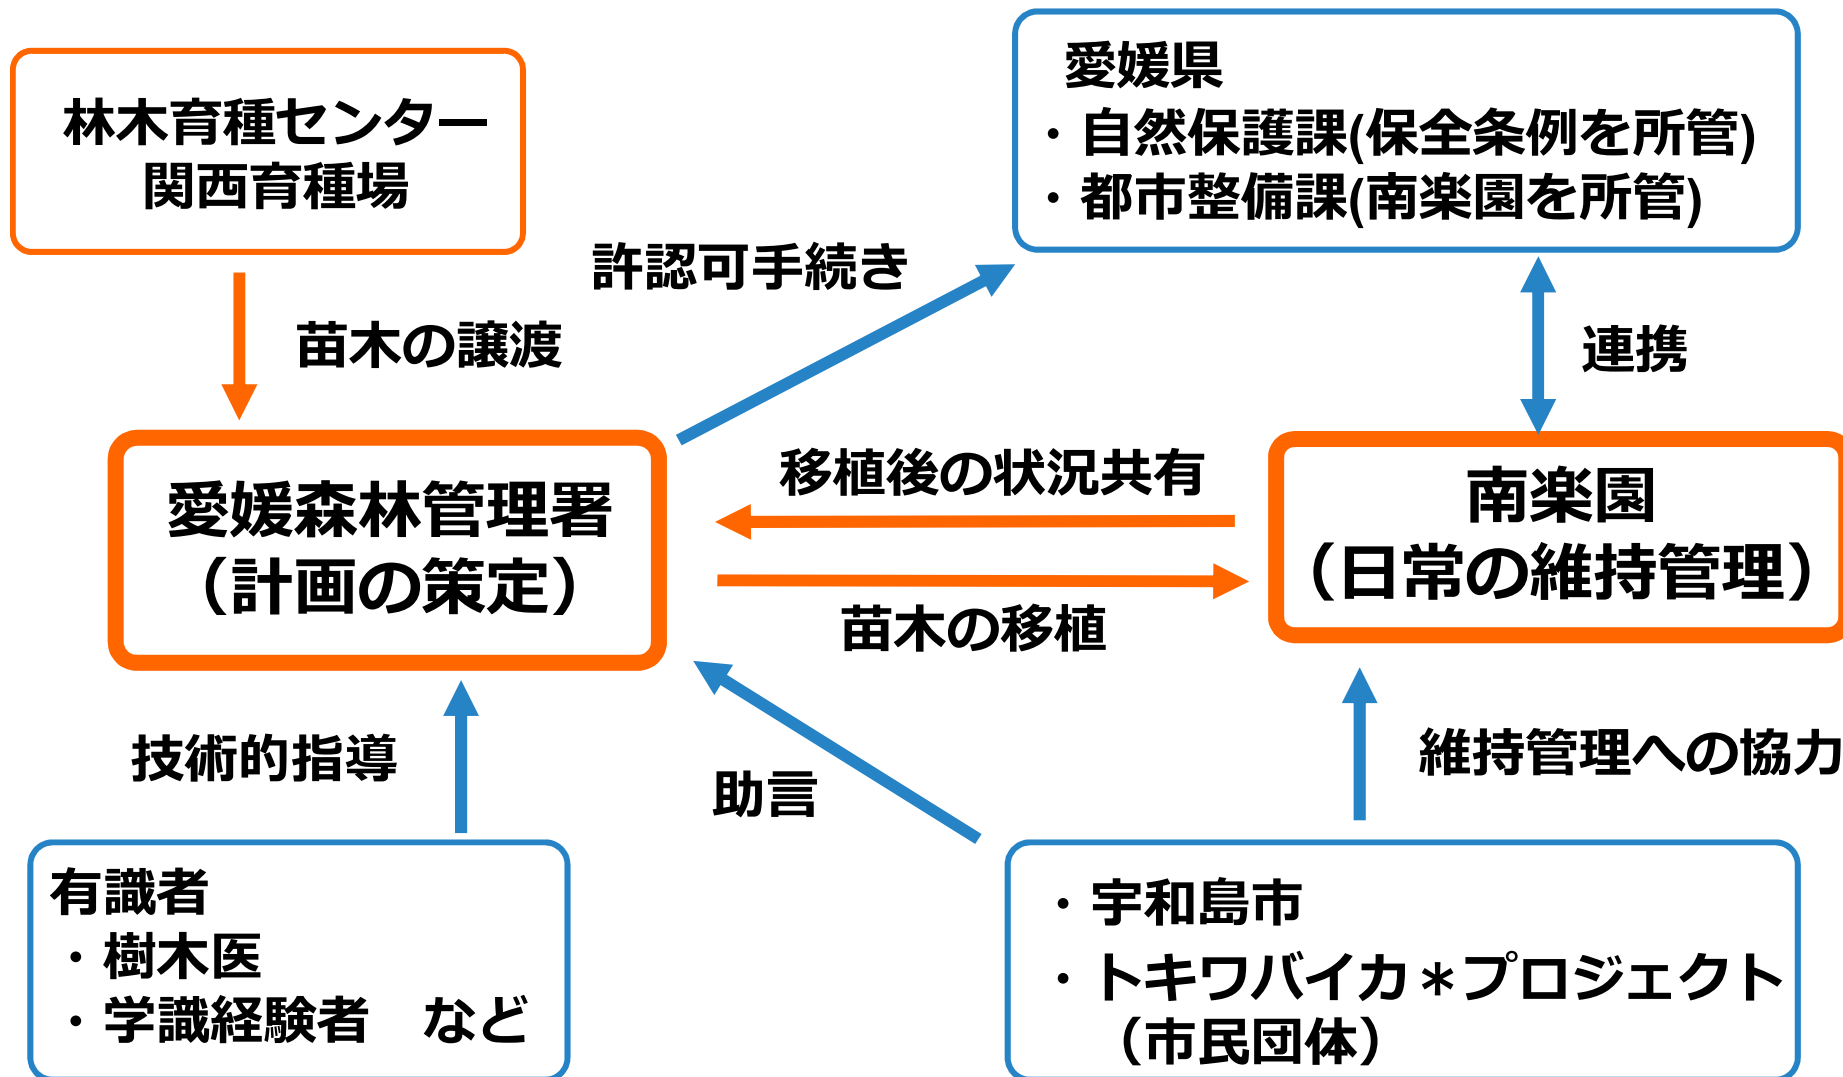 林木育種センター
関西育種場
愛媛県
・自然保護課(保全条例を所管)
・都市整備課(南楽園を所管)
許認可手続き
苗木の譲渡
連携
愛媛森林管理署
（計画の策定）
移植後の状況共有
苗木の移植
南楽園
（日常の維持管理）
技術的指導
助言
維持管理への協力
有識者
・樹木医
・学識経験者　など
・宇和島市
・トキワバイカ＊プロジェクト
（市民団体）